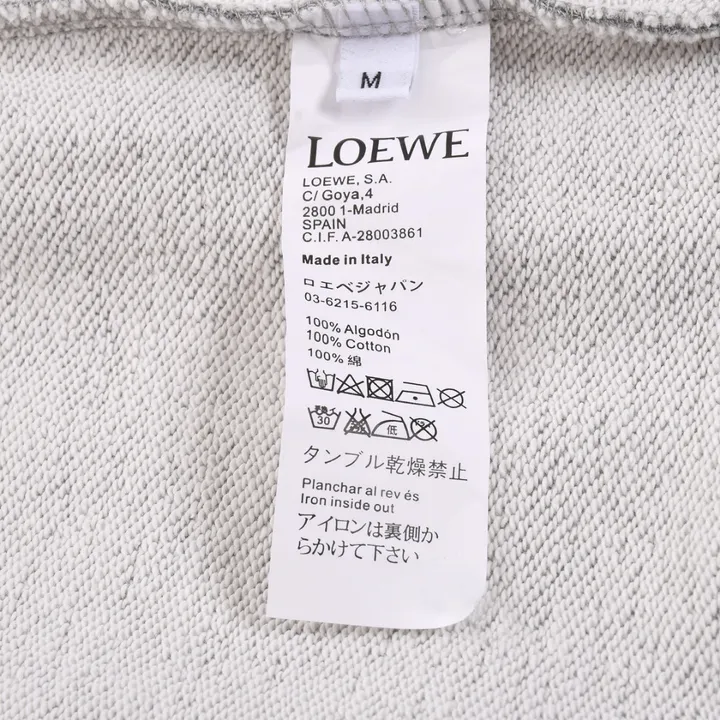 M
LOEWE
LOEWE, S.A.
C/ Goya,4
2800 1-Madrid
SPAIN
C.I.F. A-28003861
Made in Italy
ロエベジャパン
03-6215-6116
100% Algodón
100% Cotton
100% 綿
30 低
タンブル乾燥禁止
Planchar al rev és
Iron inside out
アイロンは裏側か
らかけて下さい